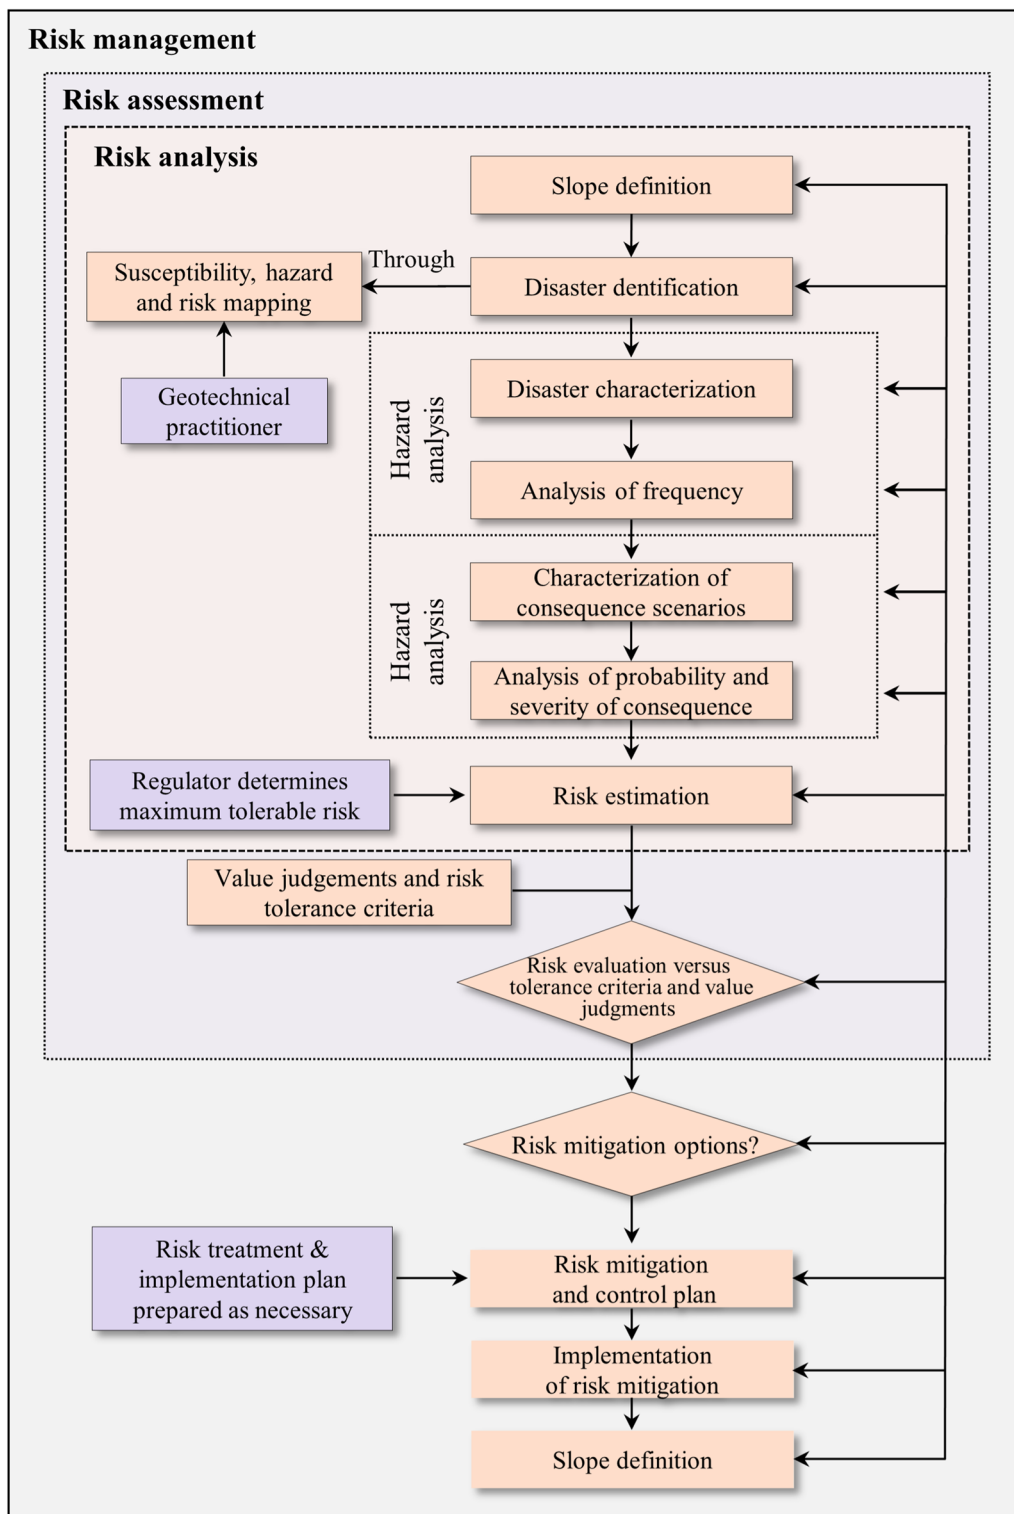 Risk management
Risk assessment
Risk analysis
Slope definition
Through
Susceptibility, hazard
and risk mapping
Disaster dentification
Geotechnical
practitioner
Hazard
analysis
Disaster characterization
Analysis of frequency
Hazard
analysis
Characterization of
consequence scenarios
Analysis of probability and
severity of consequence
Regulator determines
maximum tolerable risk
Risk estimation
Value judgements and risk
tolerance criteria
Risk evaluation versus
tolerance criteria and value
judgments
Risk mitigation options?
Risk treatment &
implementation plan
prepared as necessary
Risk mitigation
and control plan
Implementation
of risk mitigation
Slope definition